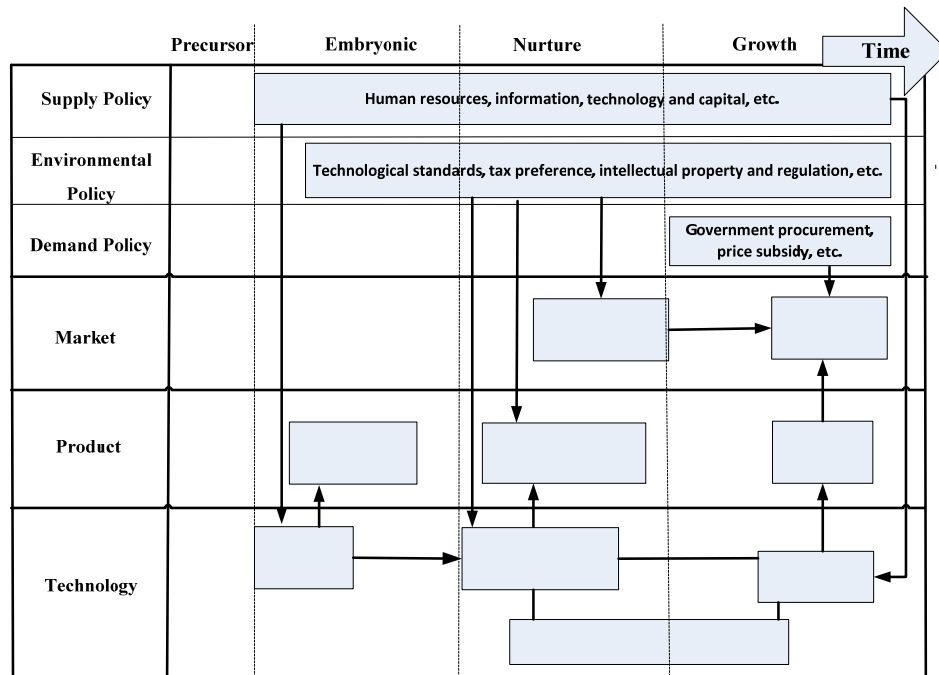 Precursor Embryonic Nurture Growth Time
Supply Policy
Human resources, information, technology and capital, etc.
Environmental
Policy
Technological standards, tax preference, intellectual property and regulation, etc.
Demand Policy
Government procurement,
price subsidy, etc.
Market
Product
Technology